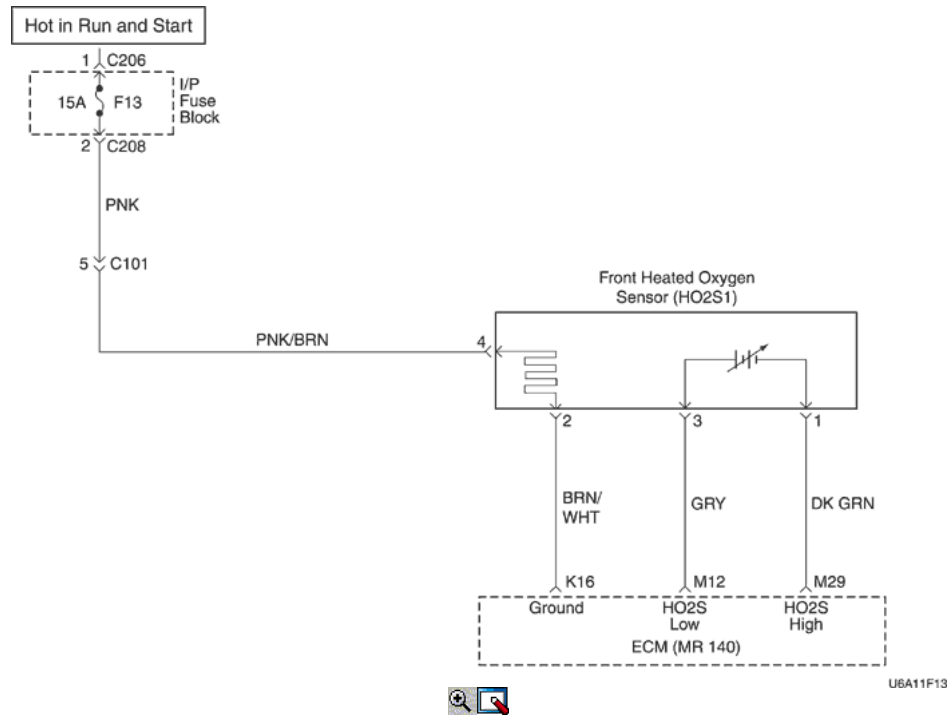 Hot in Run and Start
1 C206
15A F13
I/P
Fuse
Block
2 C208
PNK
5 C101
PNK/BRN
Front Heated Oxygen
Sensor (HO2S1)
4
2
3
1
BRN/
WHT
GRY
DK GRN
K16
M12
M29
Ground
HO2S
Low
HO2S
High
ECM (MR 140)
U6A11F13